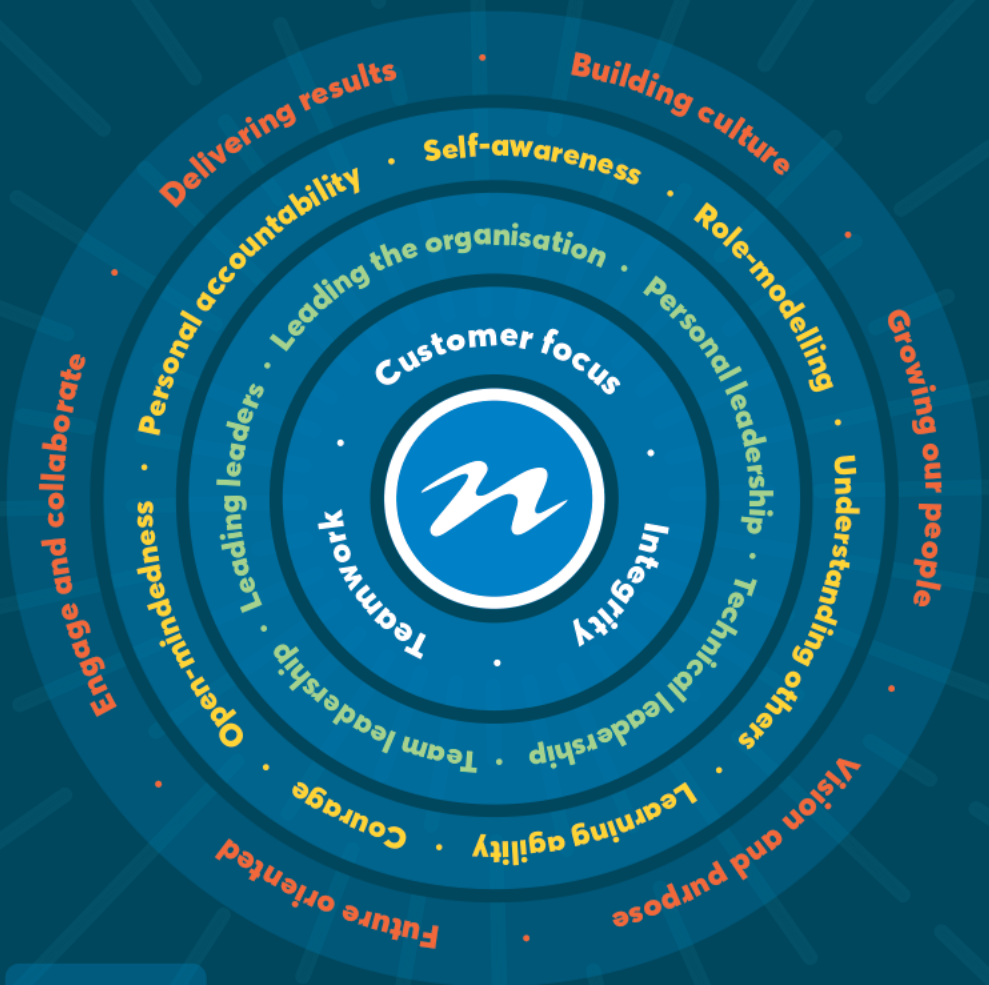 Building culture
Growing our people
Vision and purpose
Future oriented
Engage and collaborate
Delivering results
Self-awareness
Role-modelling
Understanding others
Learning agility
Courage
Open-mindedness
Personal accountability
Leading the organisation
Personal leadership
Technical leadership
Team leadership
Leading leaders
Customer focus
Integrity
Teamwork
n